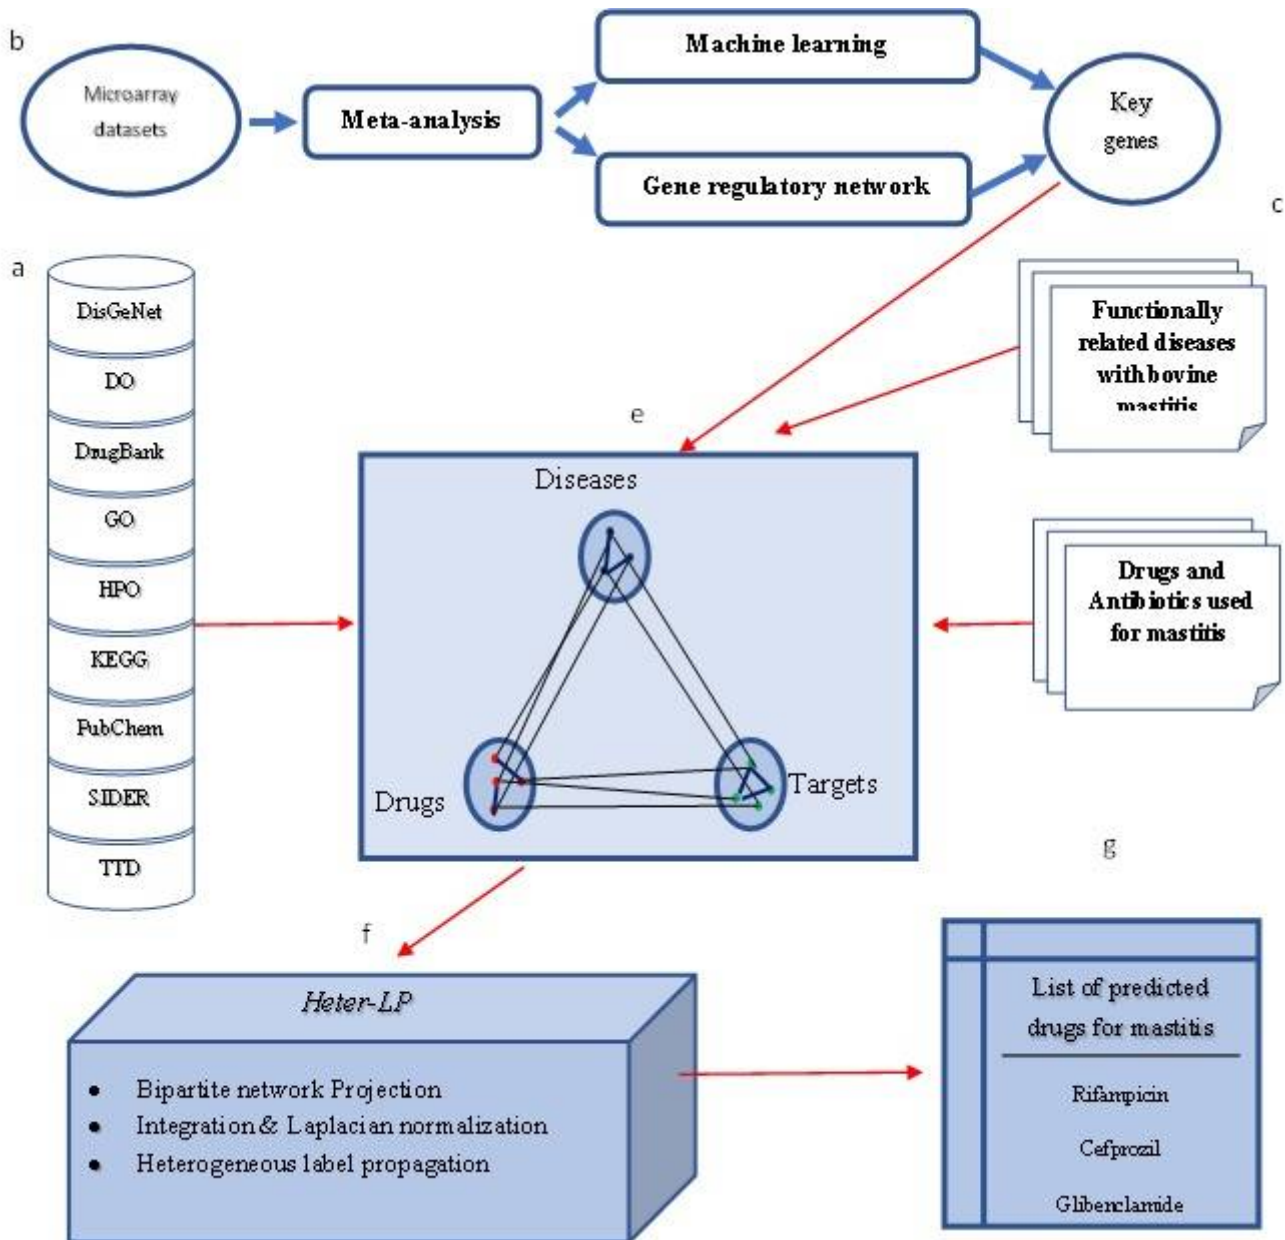 b
Microarray
datasets
Meta-analysis
Machine learning
Gene regulatory network
Key
genes
c
a
DisGeNet
DO
DrugBank
GO
HPO
KEGG
PubChem
SIDER
TTD
Functionally
related diseases
with bovine
mastitis
Drugs and
Antibiotics used
for mastitis
e
Diseases
Drugs
Targets
g
f
Heter-LP
• Bipartite network Projection
• Integration & Laplacian normalization
• Heterogeneous label propagation
List of predicted
drugs for mastitis
Rifampicin
Cefprozil
Glibenclamide